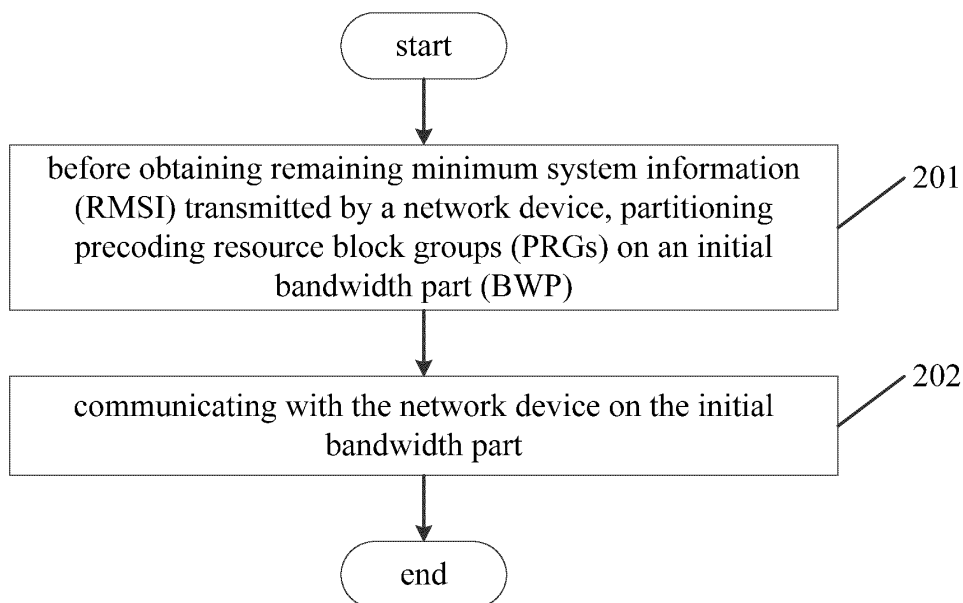 start
before obtaining remaining minimum system information
(RMSI) transmitted by a network device, partitioning
precoding resource block groups (PRGs) on an initial
bandwidth part (BWP)
201
communicating with the network device on the initial
bandwidth part
202
end